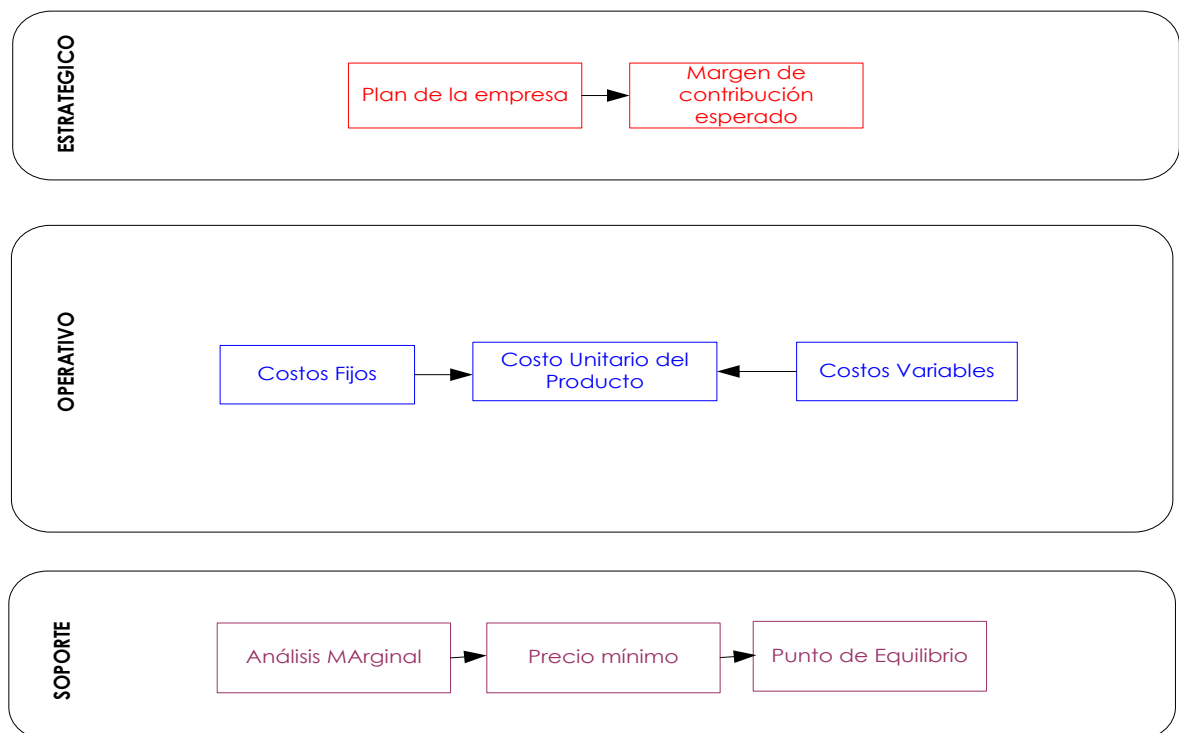 ESTRATEGICO
Plan de la empresa
Margen de
contribución
esperado
OPERATIVO
Costos Fijos
Costo Unitario del
Producto
Costos Variables
SOPORTE
Análisis MArginal
Precio mínimo
Punto de Equilibrio